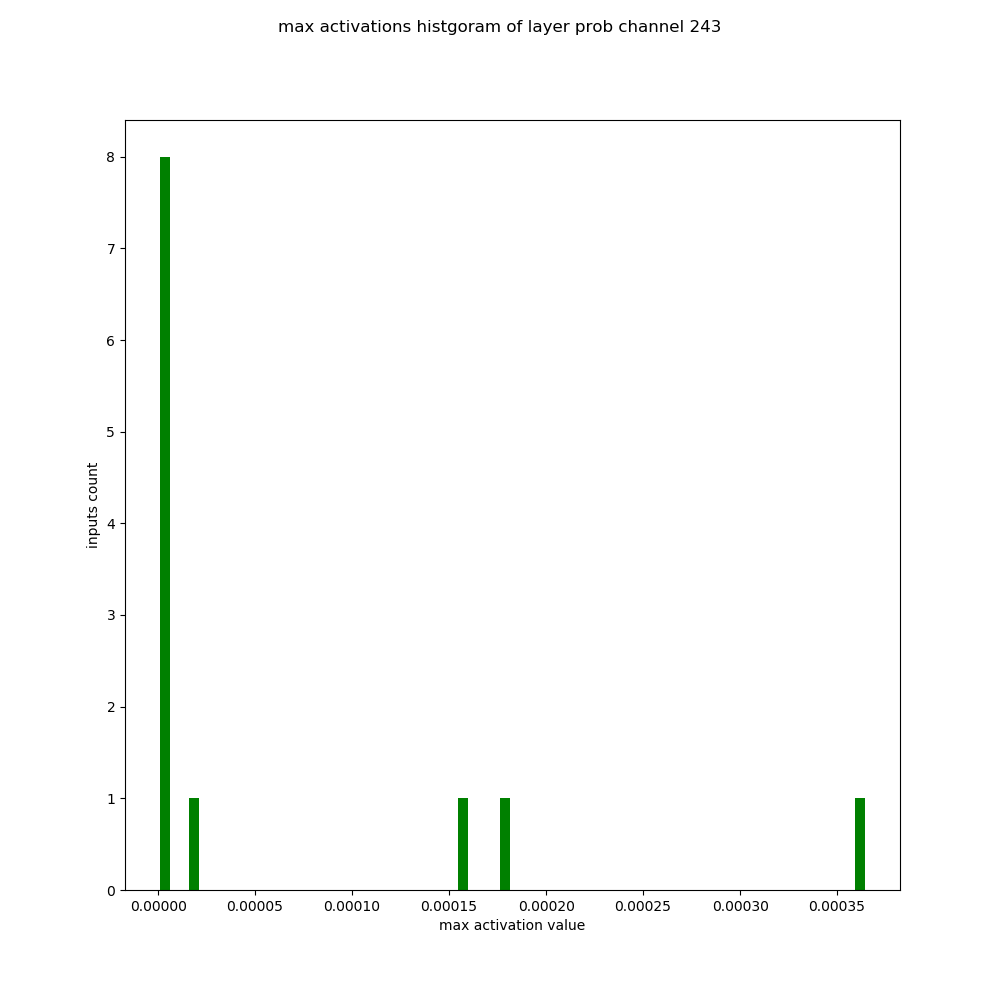 max activations histgoram of layer prob channel 243
8
7
6
5
4
3
2
1
0
inputs count
0.00000 0.00005 0.00010 0.00015 0.00020 0.00025 0.00030 0.00035
max activation value